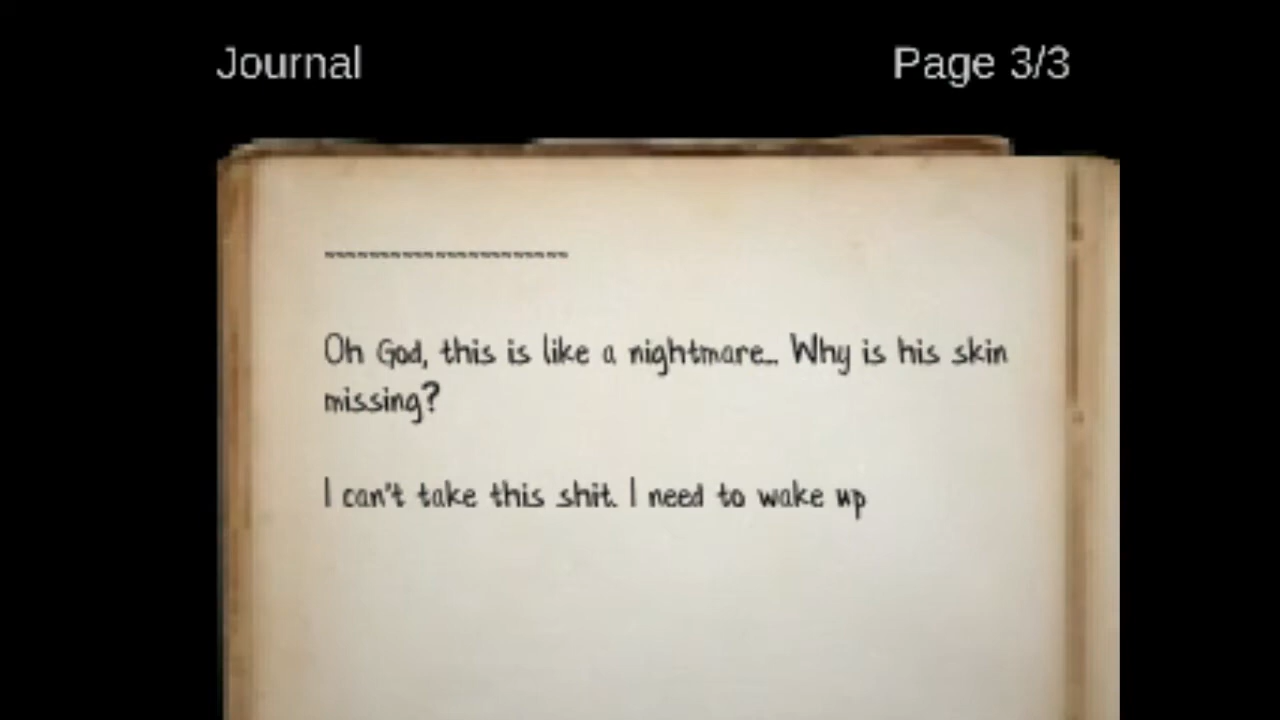 Journal Page 3/3
~~~~~~~~~~~~~~~~~~~~~
Oh God, this is like a nightmare... Why is his skin
missing?
I can't take this shit. I need to wake up